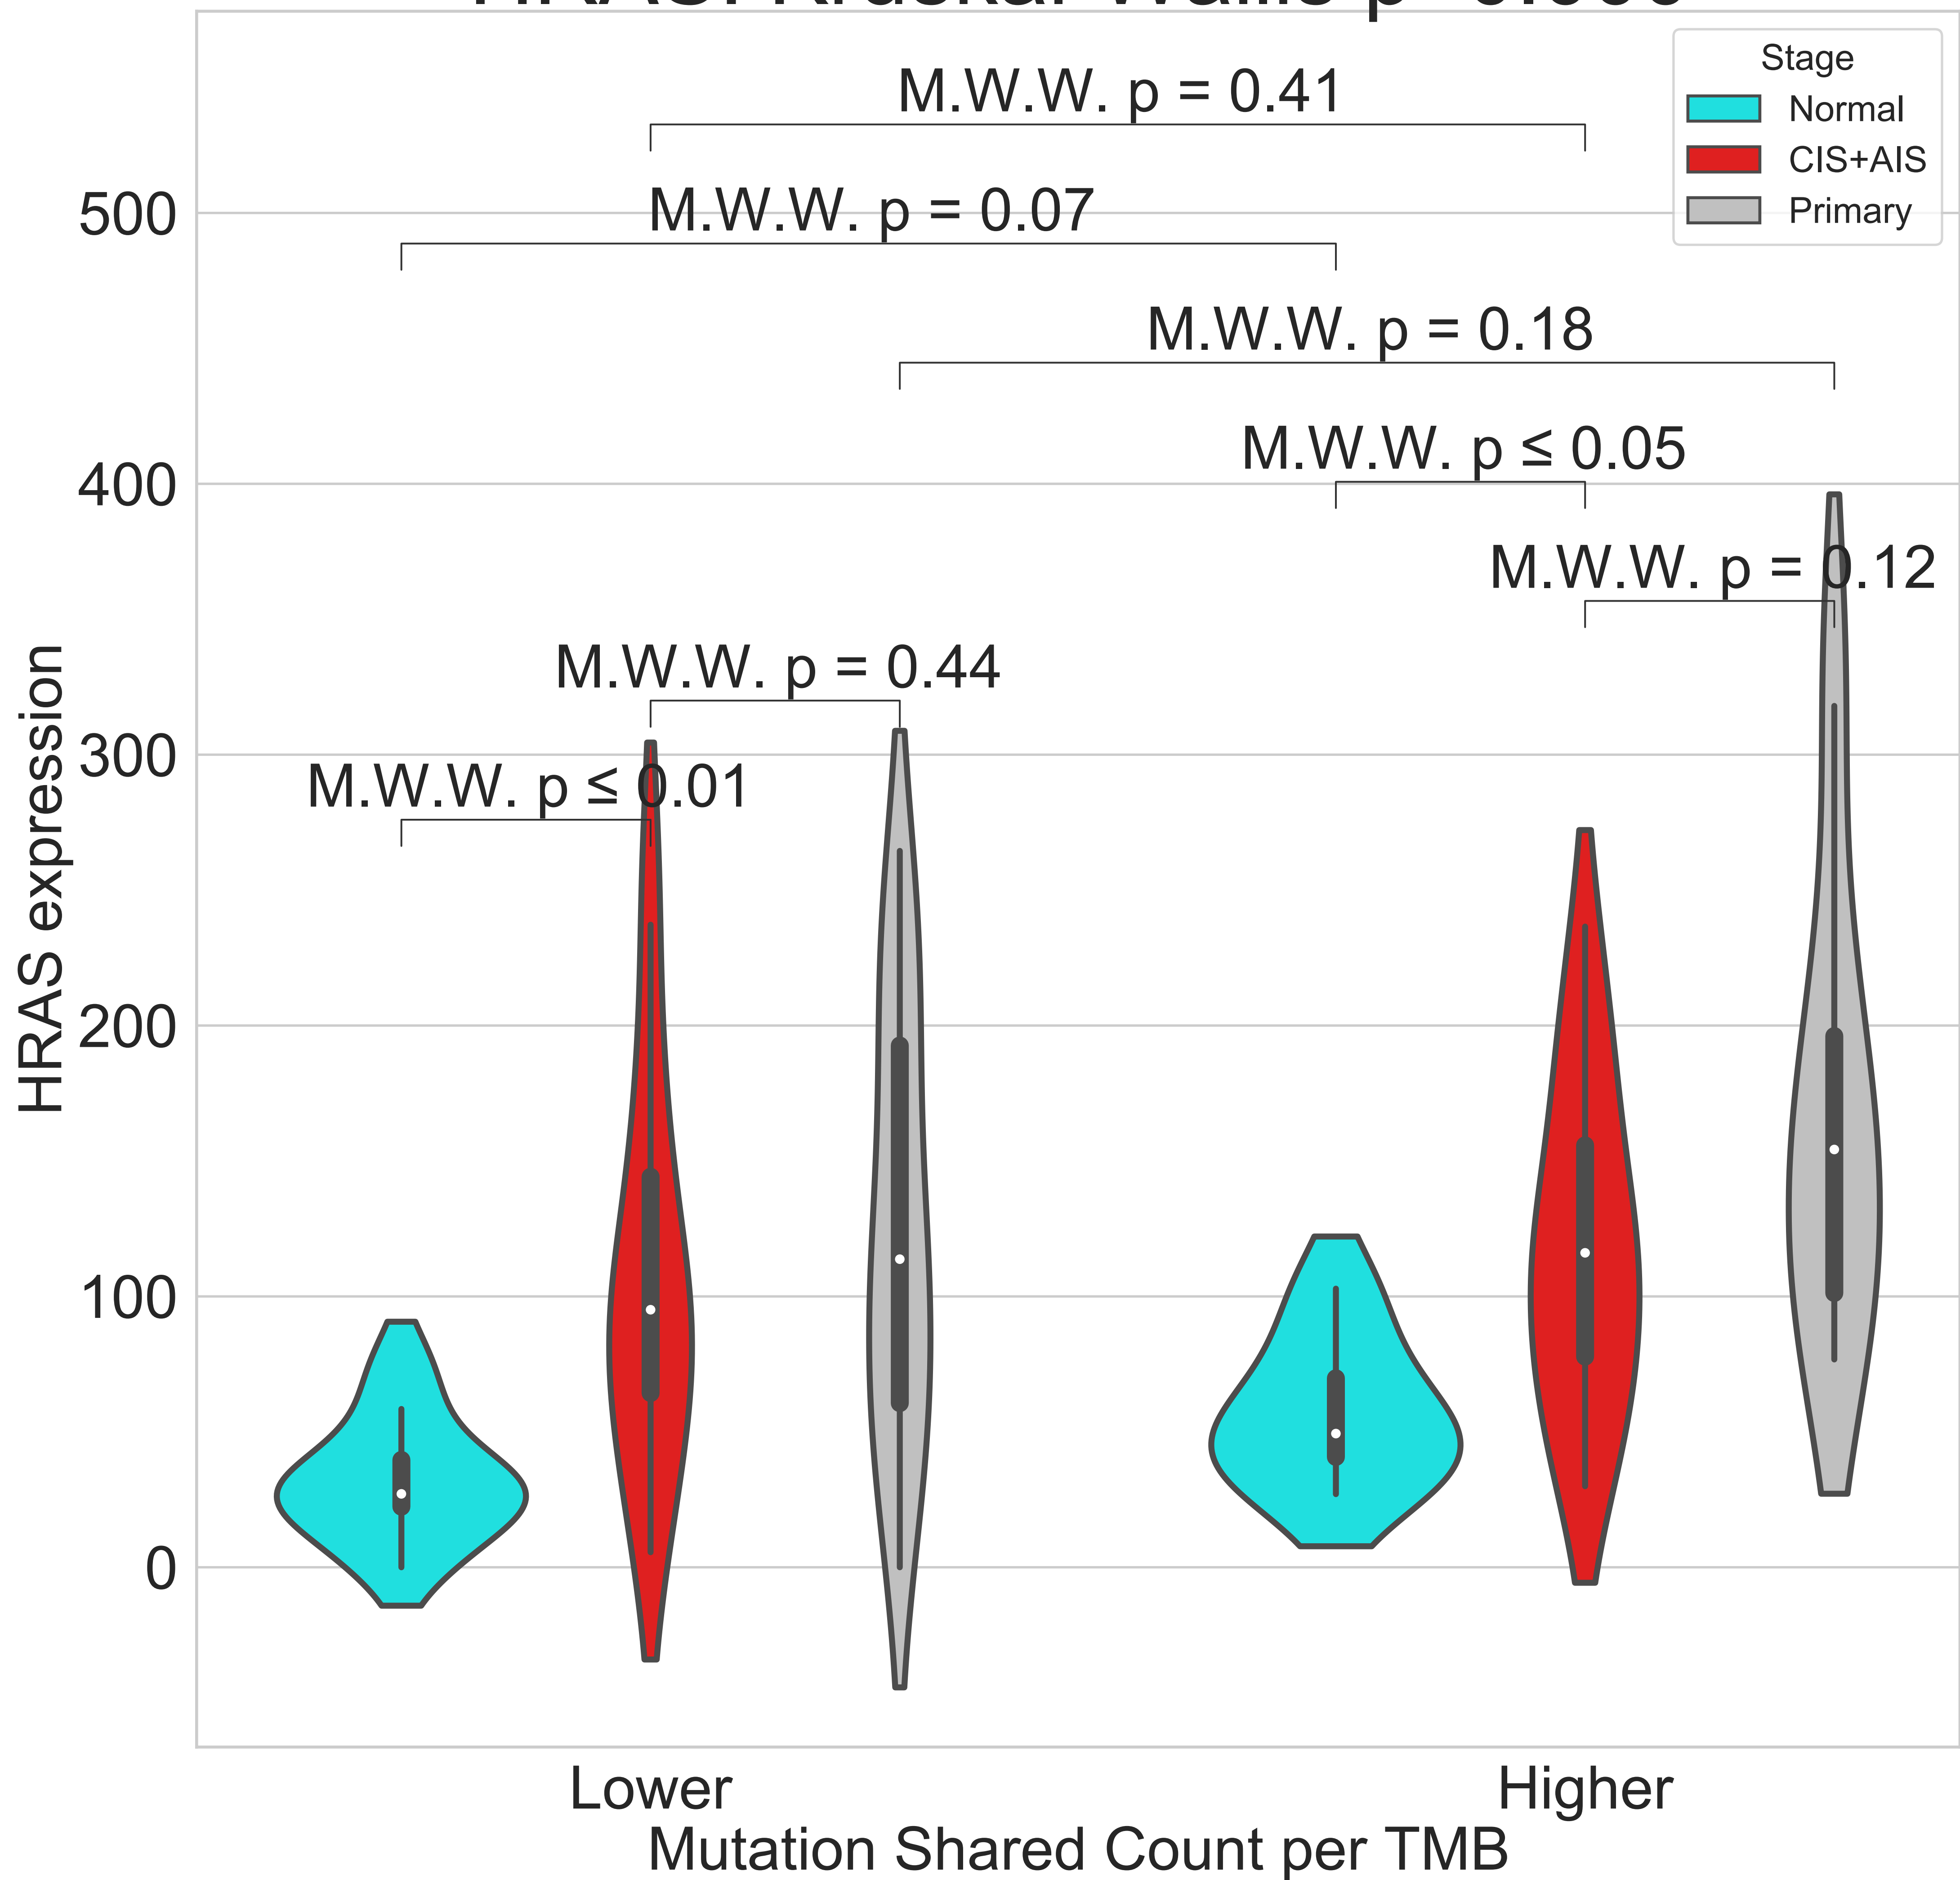 Stage
Normal
CIS+AIS
Primary
M.W.W. p = 0.41
M.W.W. p = 0.07
M.W.W. p = 0.18
M.W.W. p ≤ 0.05
M.W.W. p = 0.12
M.W.W. p = 0.44
M.W.W. p ≤ 0.01
500
400
300
200
100
0
HRAS expression
Lower
Higher
Mutation Shared Count per TMB